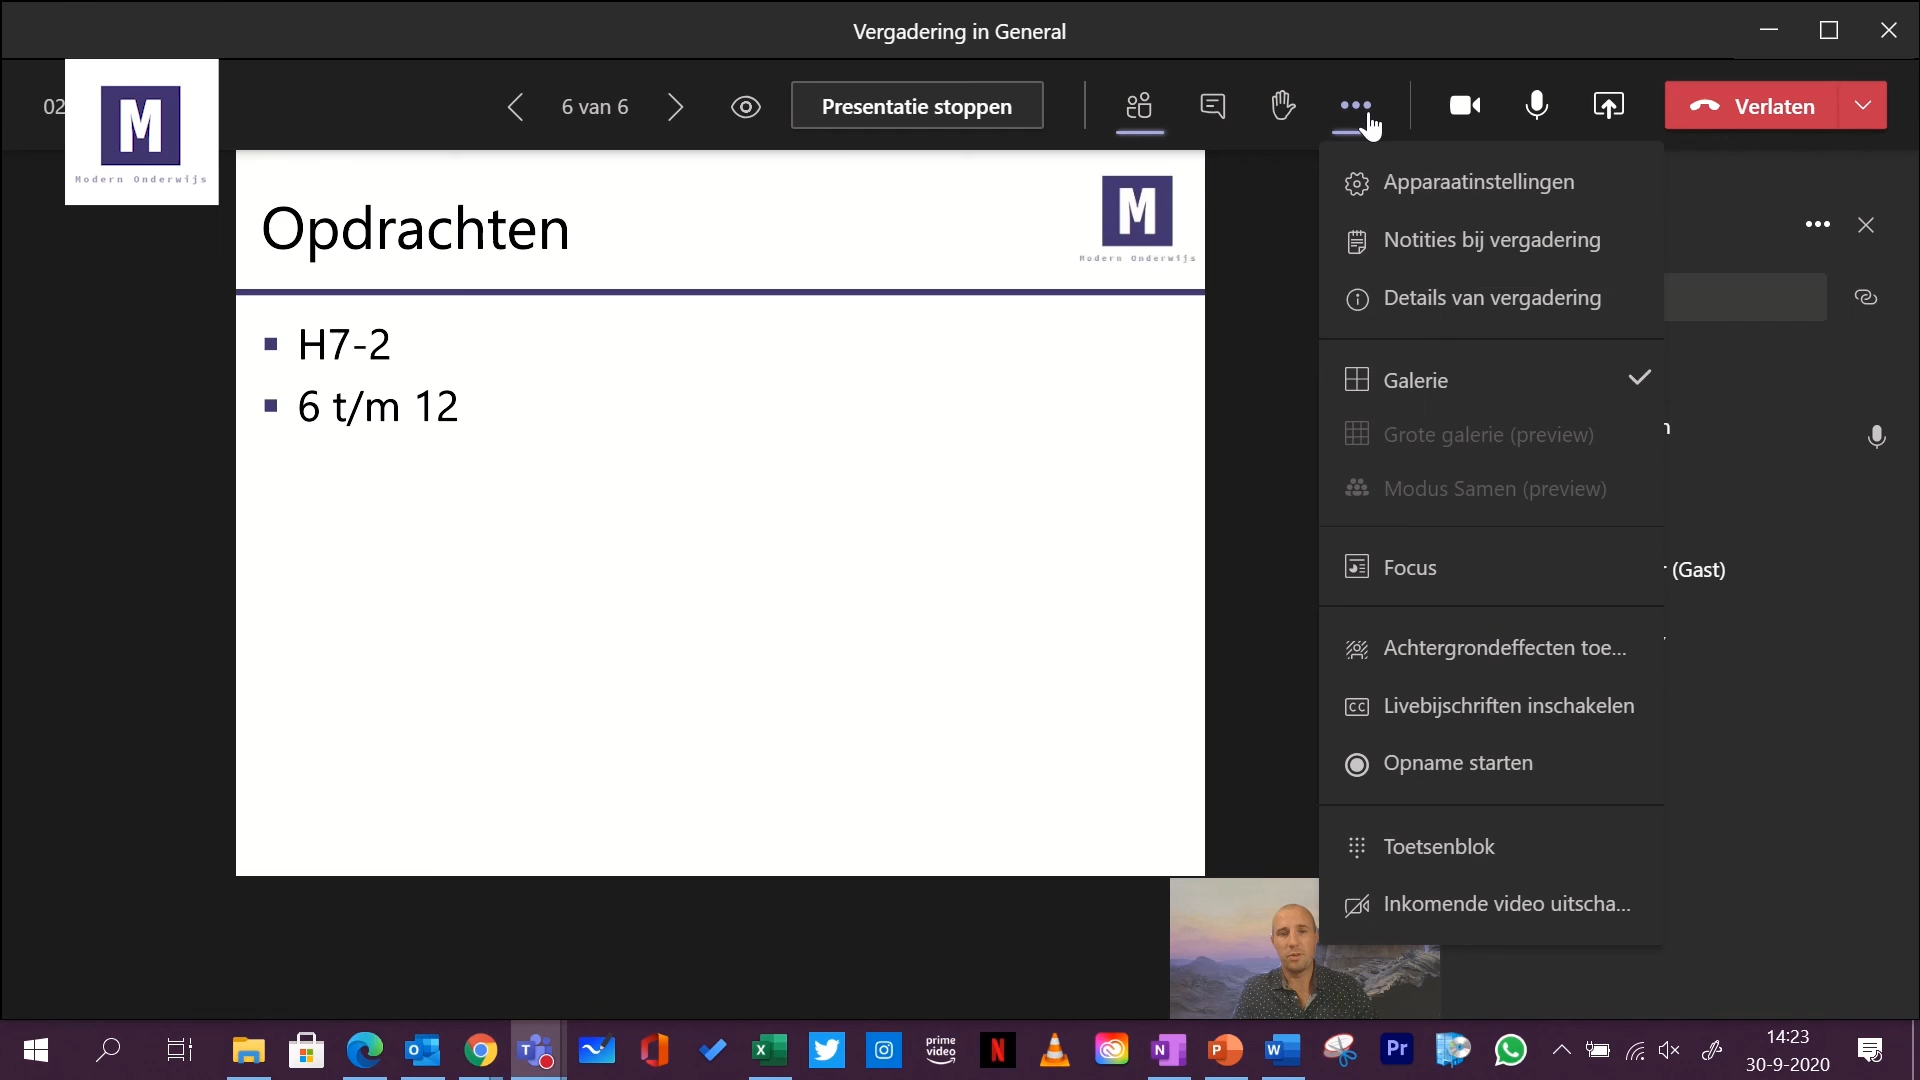 Vergadering in General
02
M
Modern Onderwijs
6 van 6
Presentatie stoppen
Verlaten
Opdrachten
M
Modern Onderwijs
H7-2
6 t/m 12
Apparaatinstellingen
Notities bij vergadering
Details van vergadering
Galerie
Grote galerie (preview)
Modus Samen (preview)
Focus
Achtergrondeffecten toe...
CC Livebijschriften inschakelen
Opname starten
Toetsenblok
Inkomende video uitscha...
n
(Gast)
prime
video
N
Pr
14:23
30-9-2020